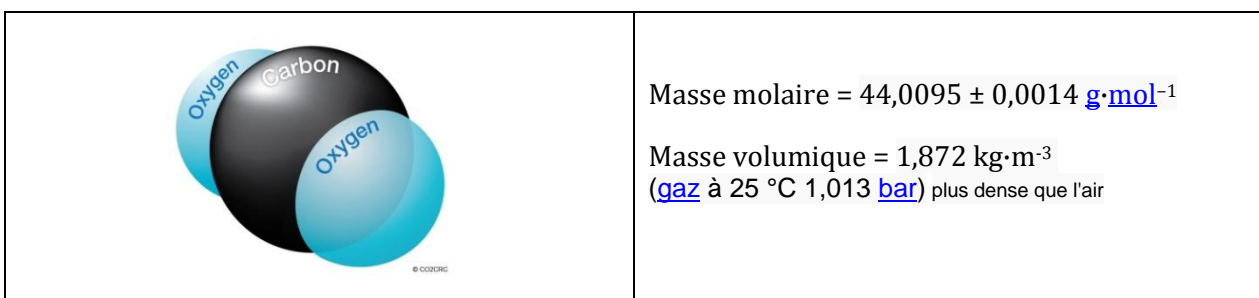 Oxygen
Carbon
Oxygen
© CO2CRC
Masse molaire = 44,0095 ± 0,0014 g·mol⁻¹
Masse volumique = 1,872 kg·m⁻³
(gaz à 25 °C 1,013 bar) plus dense que l'air